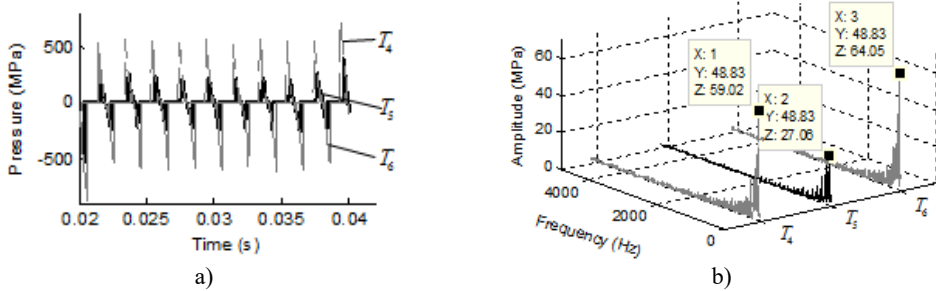 Pressure (MPa)
500
0
-500
0.02
0.025
0.03
0.035
0.04
Time (s)
T4
T5
T6
a)
Amplitude (MPa)
60
40
20
0
4000
2000
0
Frequency (Hz)
X: 1
Y: 48.83
Z: 59.02
X: 2
Y: 48.83
Z: 27.06
X: 3
Y: 48.83
Z: 64.05
T4
T5
T6
b)